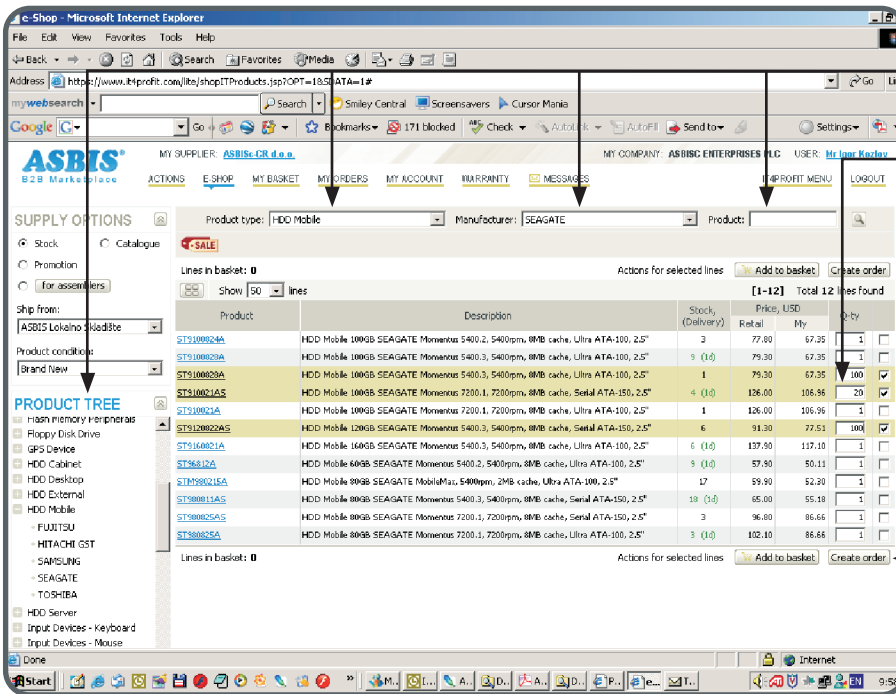 e-Shop - Microsoft Internet Explorer
File Edit View Favorites Tools Help
Back Search Favorites Media
Address https://www.it4profit.com/lite/shopITProducts.jsp?OPT=1&SDATA=1# Go Li
mywebsearch Search Smiley Central Screensavers Cursor Mania
Google G Go Bookmarks 171 blocked Check AutoLink AutoFill Send to Settings
ASBIS®
B2B Marketplace
MY SUPPLIER: ASBISc-CR d.o.o. MY COMPANY: ASBISC ENTERPRISES PLC USER: Mr Igor Kozlov
ACTIONS E-SHOP MY BASKET MY ORDERS MY ACCOUNT WARRANTY MESSAGES IT4PROFIT MENU LOGOUT
SUPPLY OPTIONS
Stock Catalogue
Promotion
for assemblers
Ship from:
ASBIS Lokalno Skladište
Product condition:
Brand New
PRODUCT TREE
Flash Memory Peripherals
Floppy Disk Drive
GPS Device
HDD Cabinet
HDD Desktop
HDD External
HDD Mobile
FUJITSU
HITACHI GST
SAMSUNG
SEAGATE
TOSHIBA
HDD Server
Input Devices - Keyboard
Input Devices - Mouse
Product type: HDD Mobile Manufacturer: SEAGATE Product:
-SALE
Lines in basket: 0 Actions for selected lines Add to basket Create order
Show 50 lines [1-12] Total 12 lines found
Product Description Stock, (Delivery) Price, USD Q-ty
Retail My
ST9100824A HDD Mobile 100GB SEAGATE Momentus 5400.2, 5400rpm, 8MB cache, Ultra ATA-100, 2.5" 3 77.80 67.35 1
ST9100828A HDD Mobile 100GB SEAGATE Momentus 5400.3, 5400rpm, 8MB cache, Ultra ATA-100, 2.5" 9 (1d) 79.30 67.35 1
ST9100828A HDD Mobile 100GB SEAGATE Momentus 5400.3, 5400rpm, 8MB cache, Ultra ATA-100, 2.5" 1 79.30 67.35 100
ST910021AS HDD Mobile 100GB SEAGATE Momentus 7200.1, 7200rpm, 8MB cache, Serial ATA-150, 2.5" 4 (1d) 126.00 106.96 20
ST910021A HDD Mobile 100GB SEAGATE Momentus 7200.1, 7200rpm, 8MB cache, Ultra ATA-100, 2.5" 1 126.00 106.96 1
ST9120822AS HDD Mobile 120GB SEAGATE Momentus 5400.3, 5400rpm, 8MB cache, Serial ATA-150, 2.5" 6 91.30 77.51 100
ST9160821A HDD Mobile 160GB SEAGATE Momentus 5400.3, 5400rpm, 8MB cache, Ultra ATA-100, 2.5" 6 (1d) 137.90 117.10 1
ST96812A HDD Mobile 60GB SEAGATE Momentus 5400.2, 5400rpm, 8MB cache, Ultra ATA-100, 2.5" 9 (1d) 57.90 50.11 1
STM980215A HDD Mobile 80GB SEAGATE MobileMax, 5400rpm, 2MB cache, Ultra ATA-100, 2.5" 17 59.90 52.30 1
ST980811AS HDD Mobile 80GB SEAGATE Momentus 5400.3, 5400rpm, 8MB cache, Serial ATA-150, 2.5" 18 (1d) 65.00 55.18 1
ST980825AS HDD Mobile 80GB SEAGATE Momentus 7200.1, 7200rpm, 8MB cache, Serial ATA-150, 2.5" 3 96.80 86.66 1
ST980825A HDD Mobile 80GB SEAGATE Momentus 7200.1, 7200rpm, 8MB cache, Ultra ATA-100, 2.5" 3 (1d) 102.10 86.66 1
Lines in basket: 0 Actions for selected lines Add to basket Create order
Done Internet
Start » M.. I... A.. D.. A.. D.. P.. e... T.. EN